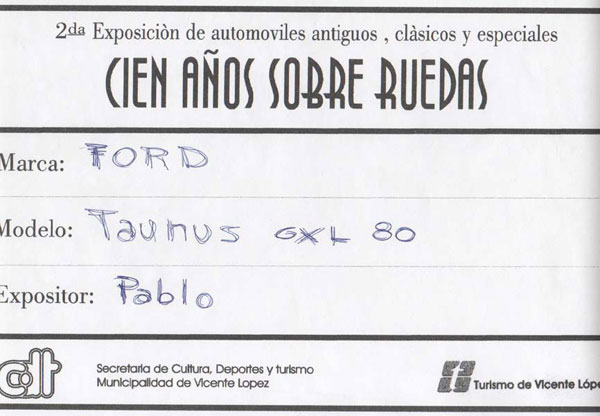 2da Exposiciòn de automoviles antiguos , clàsicos y especiales
CIEN AÑOS SOBRE RUEDAS
Marca: FORD
Modelo: Taunus GXL 80
Expositor: Pablo
cdt
Secretaria de Cultura, Deportes y turismo
Municipalidad de Vicente Lopez
Turismo de Vicente Lópe